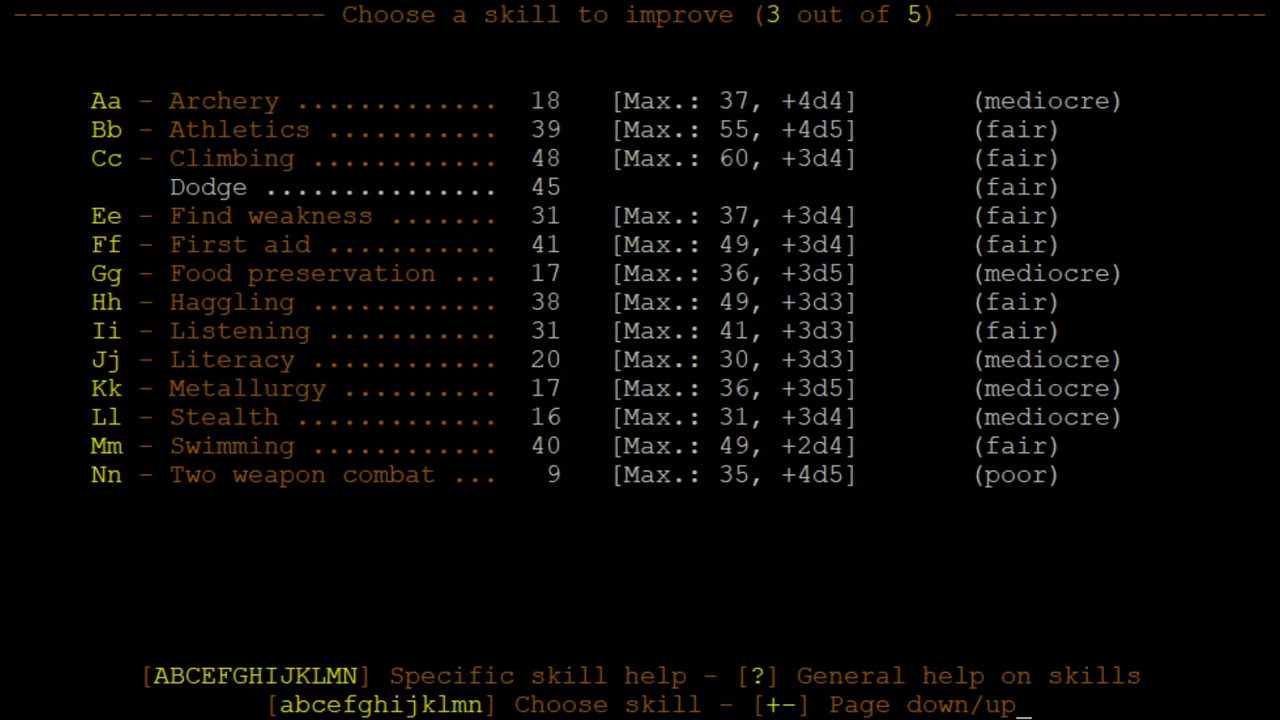 -------------------- Choose a skill to improve (3 out of 5) --------------------
Aa - Archery ............. 18 [Max.: 37, +4d4] (mediocre)
Bb - Athletics ........... 39 [Max.: 55, +4d5] (fair)
Cc - Climbing ............ 48 [Max.: 60, +3d4] (fair)
Dodge ............... 45 (fair)
Ee - Find weakness ....... 31 [Max.: 37, +3d4] (fair)
Ff - First aid ........... 41 [Max.: 49, +3d4] (fair)
Gg - Food preservation ... 17 [Max.: 36, +3d5] (mediocre)
Hh - Haggling ............ 38 [Max.: 49, +3d3] (fair)
Ii - Listening ........... 31 [Max.: 41, +3d3] (fair)
Jj - Literacy ............ 20 [Max.: 30, +3d3] (mediocre)
Kk - Metallurgy .......... 17 [Max.: 36, +3d5] (mediocre)
Ll - Stealth ............. 16 [Max.: 31, +3d4] (mediocre)
Mm - Swimming ............ 40 [Max.: 49, +2d4] (fair)
Nn - Two weapon combat ... 9 [Max.: 35, +4d5] (poor)
[ABCEFGHIJKLMN] Specific skill help - [?] General help on skills
[abcefghijklmn] Choose skill - [+-] Page down/up_